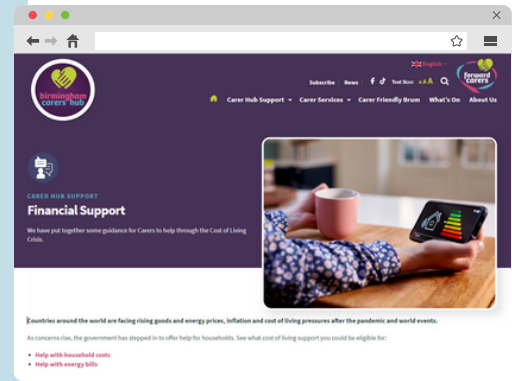 English
Subscribe News Text Size: A A A
birmingham
carers hub
forward
carers
Carer Hub Support Carer Services Carer Friendly Brum What's On About Us
CARER HUB SUPPORT
Financial Support
We have put together some guidance for Carers to help through the Cost of Living
Crisis.
Countries around the world are facing rising goods and energy prices, inflation and cost of living pressures after the pandemic and world events.
As concerns rise, the government has stepped in to offer help for households. See what cost of living support you could be eligible for:
Help with household costs
Help with energy bills